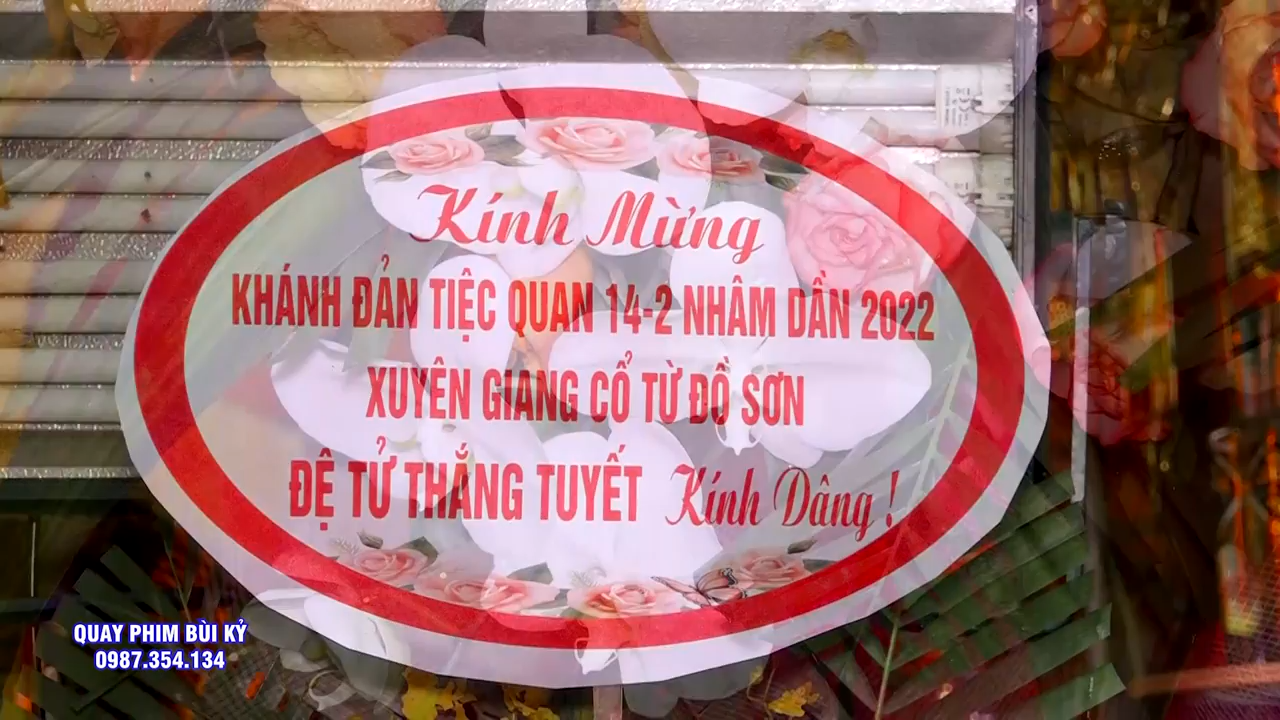 Kính Mừng
KHÁNH ĐẢN TIỆC QUAN 14-2 NHÂM DẦN 2022
XUYÊN GIANG CỔ TỪ ĐỒ SƠN
ĐỆ TỬ THẮNG TUYẾT Kính Dâng !
QUAY PHIM BÙI KỶ
0987.354.134